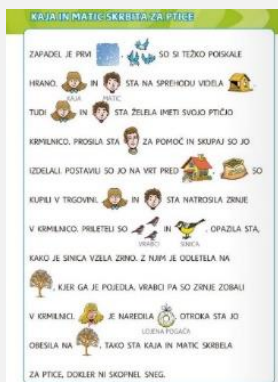 KAJA IN MATIC SKRBITA ZA PTICE
ZAPADEL JE PRVI . SO SI TEŽKO POISKALE
HRANO. IN STA NA SPREHODU VIDELA .
KAJA MATIC
TUDI IN STA ŽELELA IMETI SVOJO PTIČJO
KRMILNICO. PROSILA STA ZA POMOČ IN SKUPAJ SO JO
IZDELALI. POSTAVILI SO JO NA VRT PRED . SO
KUPILI V TRGOVINI. IN STA NATROSILA ZRNJE
V KRMILNICO. PRILETELI SO IN . OPAZILA STA,
VRABCI SINICA
KAKO JE SINICA VZELA ZRNO. Z NJIM JE ODLETELA NA
, KJER GA JE POJEDLA. VRABCI PA SO ZRNJE ZOBALI
V KRMILNICI. JE NAREDILA . OTROKA STA JO
LOJENA POGAČA
OBESILA NA , TAKO STA KAJA IN MATIC SKRBELA
ZA PTICE, DOKLER NI SKOPNEL SNEG.